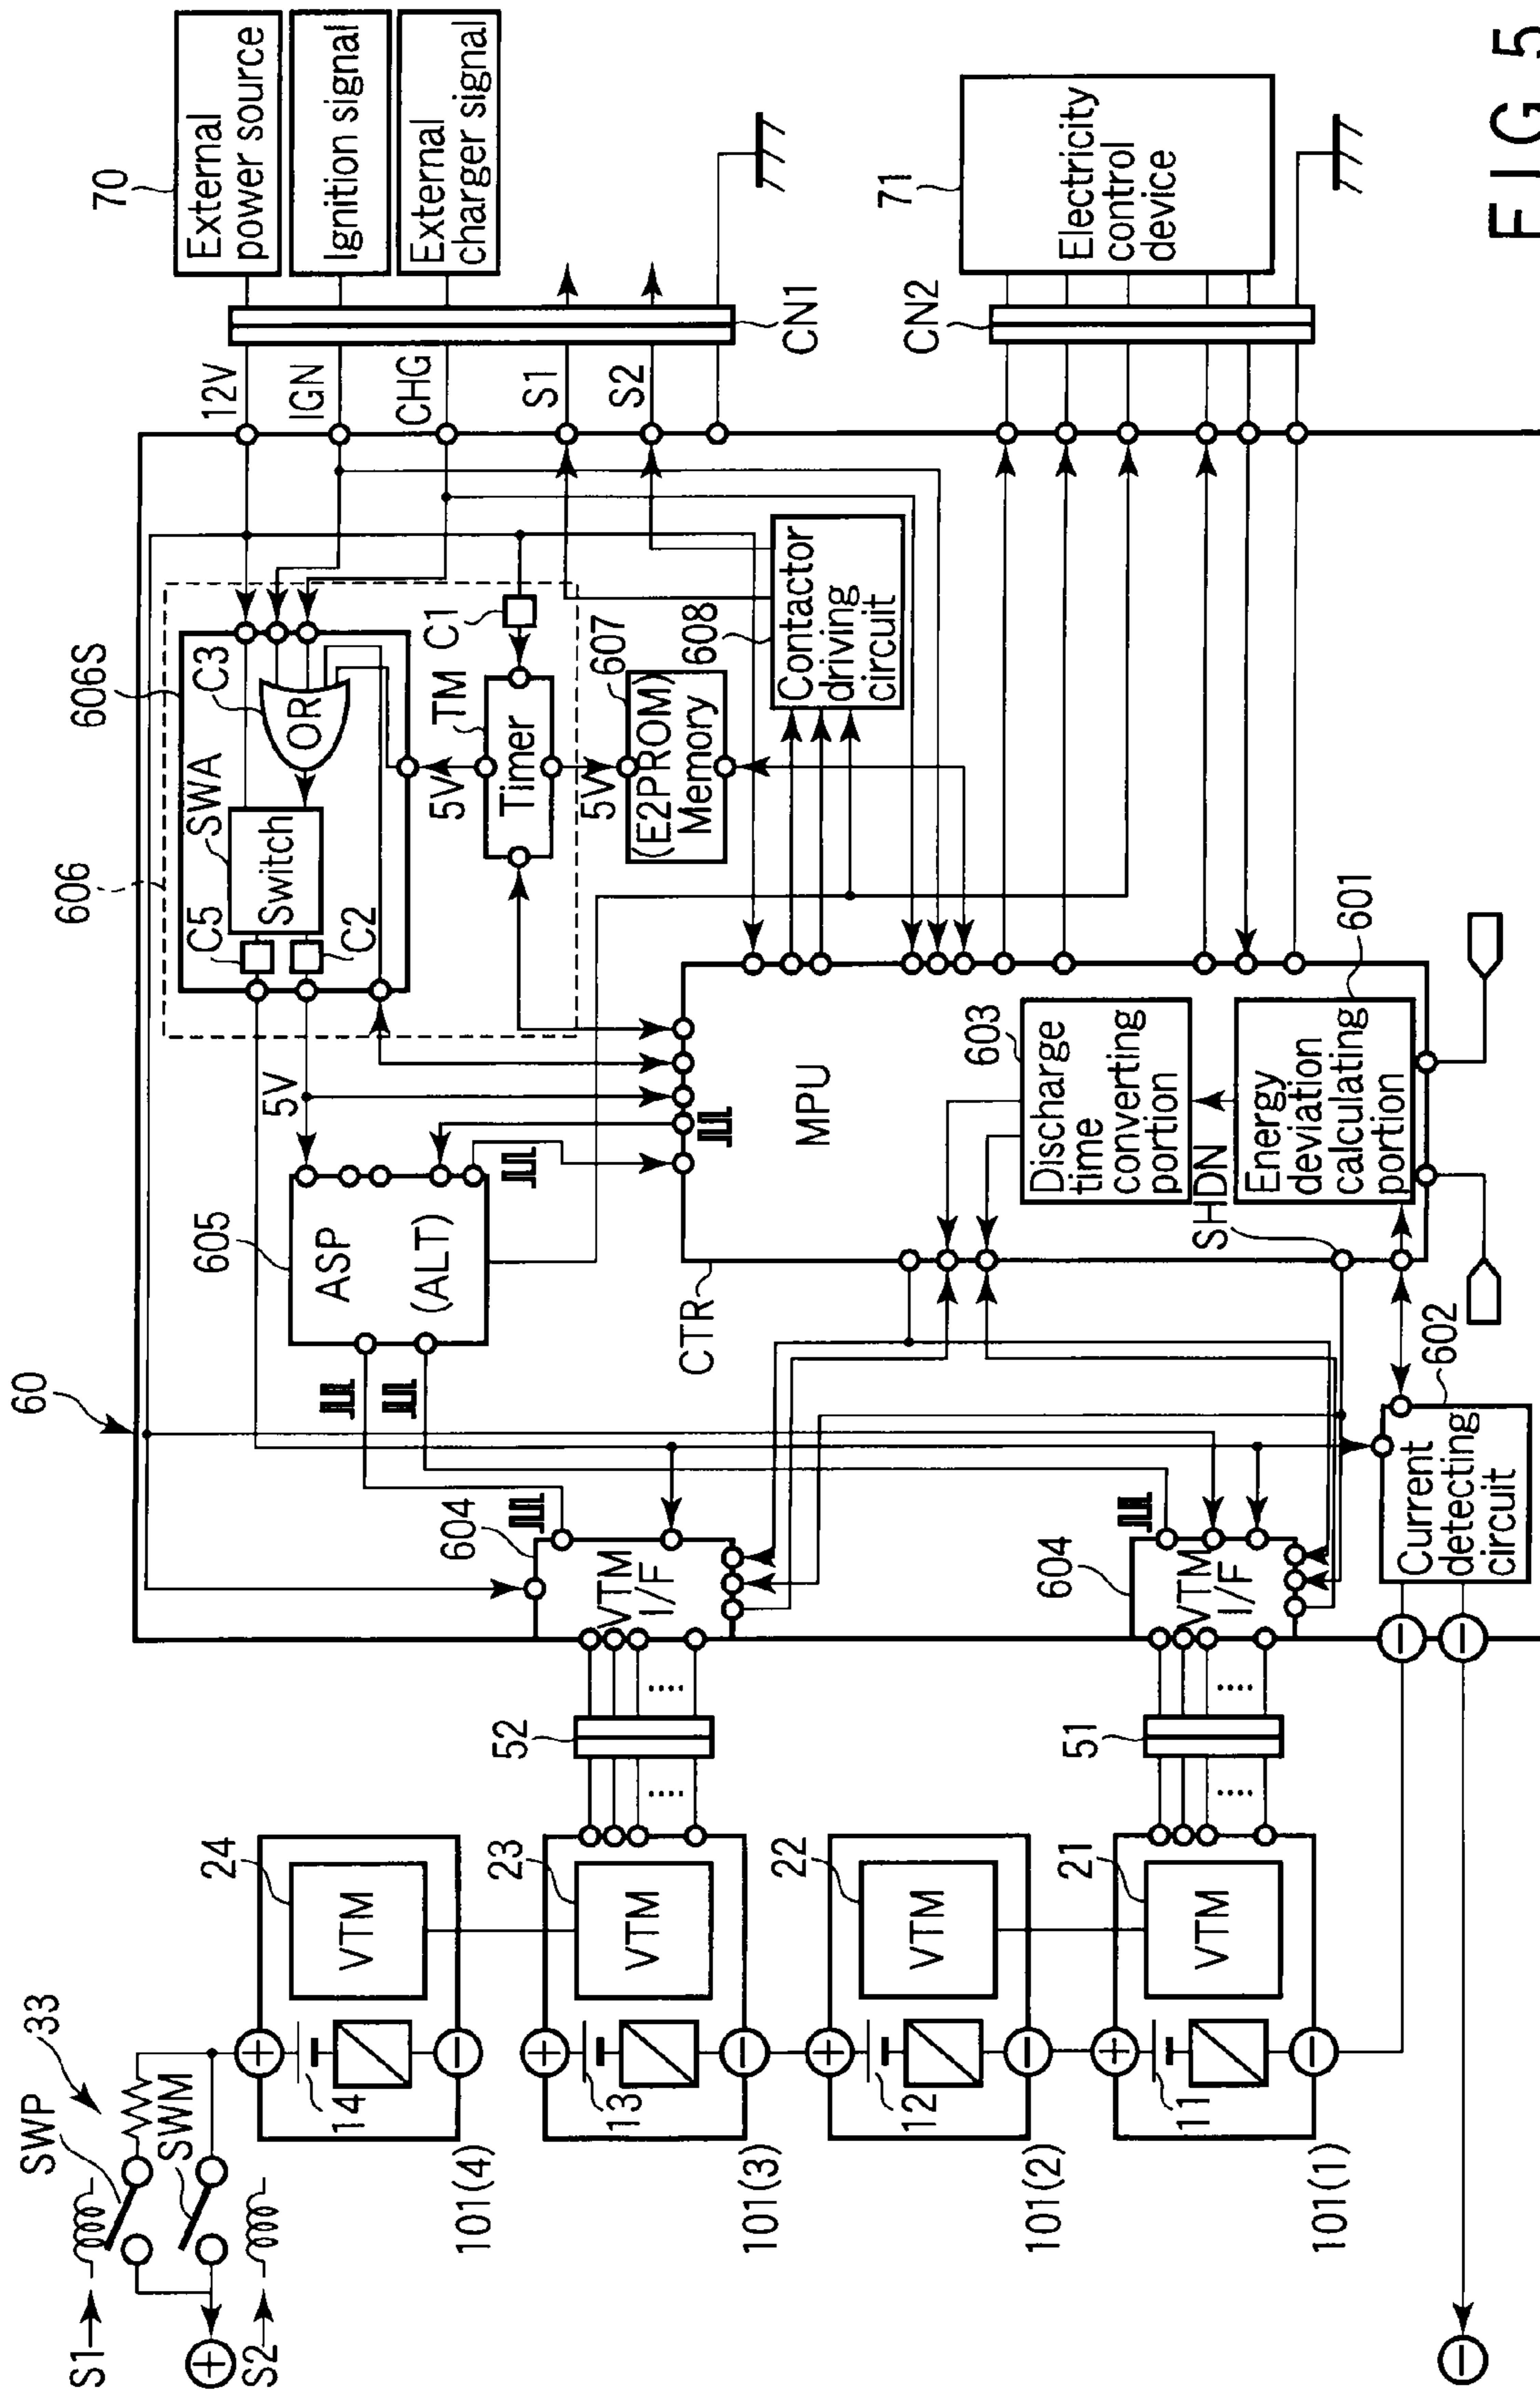 FIG 5
S1
S2
SWP
SWM
33
14
24
VTM
101(4)
13
23
VTM
101(3)
12
22
VTM
101(2)
11
21
VTM
101(1)
52
51
60
604
VTM
I/F
604
VTM
I/F
602
Current
detecting
circuit
605
ASP
(ALT)
5V
CTR
MPU
603
Discharge
time
converting
portion
SHDN
601
Energy
deviation
calculating
portion
606
606S
C5
C2
SWA
Switch
C3
OR
5V
TM
Timer
C1
5V
607
(E2PROM)
Memory
608
Contactor
driving
circuit
12V
IGN
CHG
S1
S2
CN1
CN2
70
External
power source
Ignition signal
External
charger signal
71
Electricity
control
device